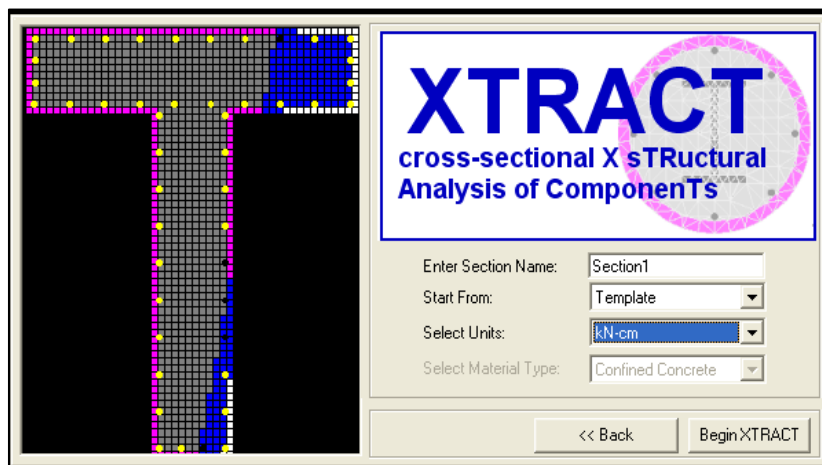 XTRACT
cross-sectional X sTRuctural
Analysis of ComponenTs
Enter Section Name: Section1
Start From: Template
Select Units: kN-cm
Select Material Type: Confined Concrete
<< Back Begin XTRACT